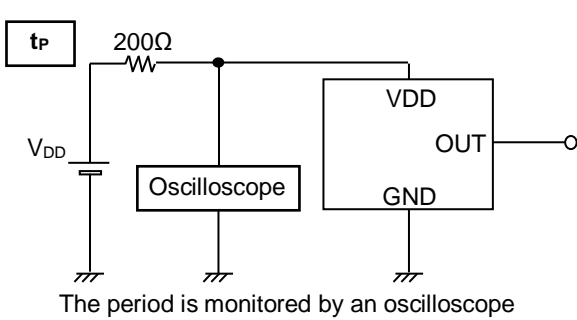 tP
200Ω
VDD
VDD
OUT
Oscilloscope
GND
The period is monitored by an oscilloscope